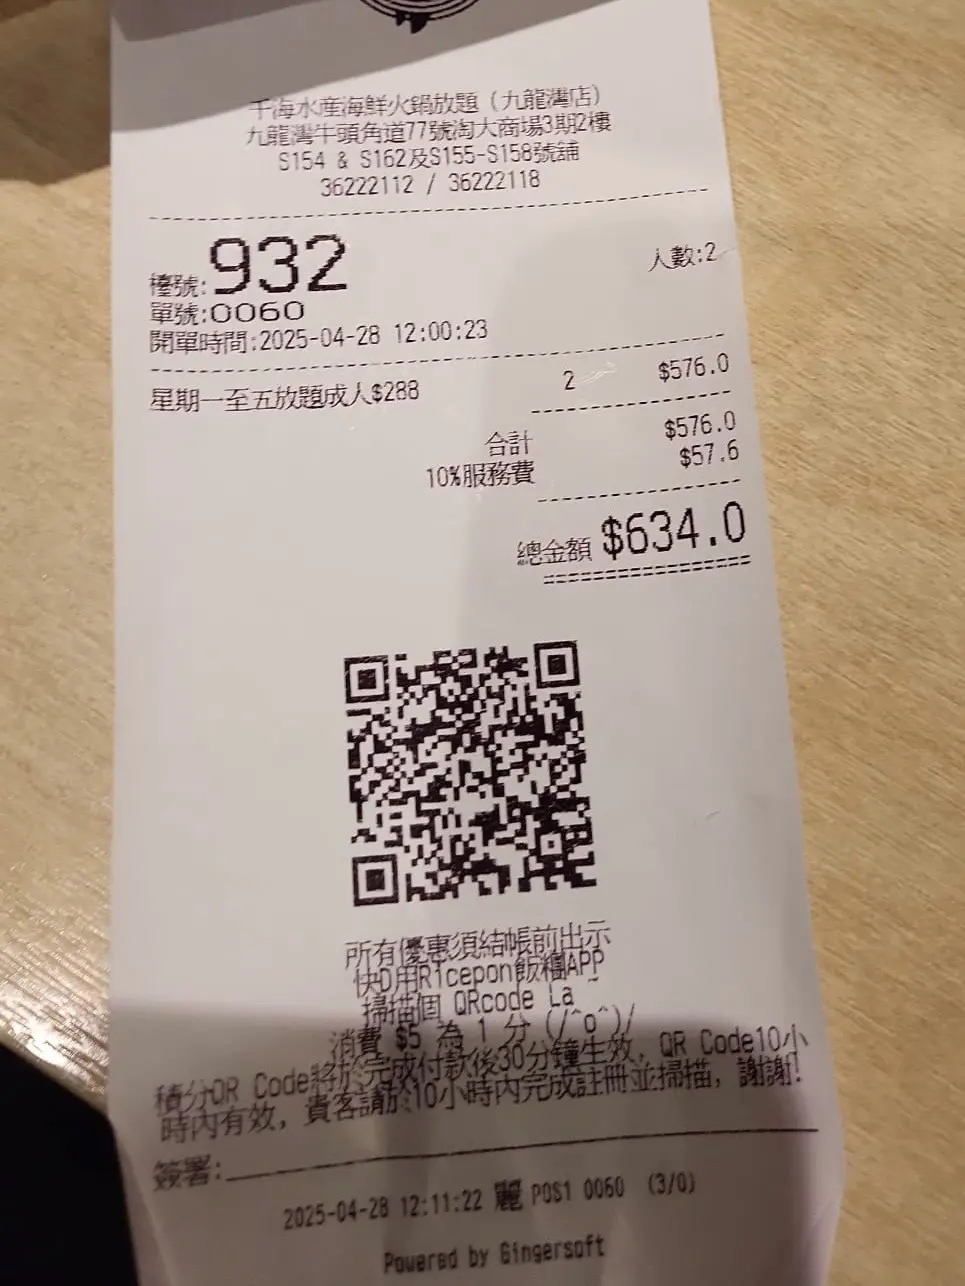 千海水産海鮮火鍋放題（九龍灣店）
九龍灣牛頭角道77號淘大商場3期2樓
S154 & S162及S155-S158號舖
36222112 / 36222118
檯號:932
人數:2
單號:0060
開單時間:2025-04-28 12:00:23
星期一至五放題成人$288 2 $576.0
合計 $576.0
10%服務費 $57.6
總金額 $634.0
所有優惠須結帳前出示
快D用Ricepon飯糰APP
掃描個 QRcode La~
消費 $5 為 1 分 (/^o^)/
積分QR Code將於完成付款後30分鐘生效, QR Code10小
時內有效, 貴客請於10小時內完成註冊並掃描, 謝謝!
簽署:
2025-04-28 12:11:22 麗 POS1 0060 (3/0)
Powered by Gingersoft